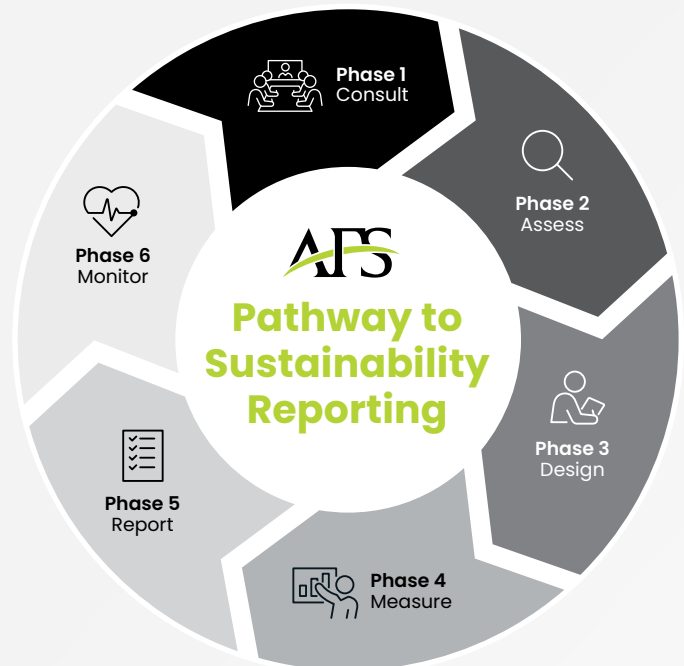 Phase 1
Consult
Phase 2
Assess
Phase 3
Design
Phase 4
Measure
Phase 5
Report
Phase 6
Monitor
AFS
Pathway to
Sustainability
Reporting